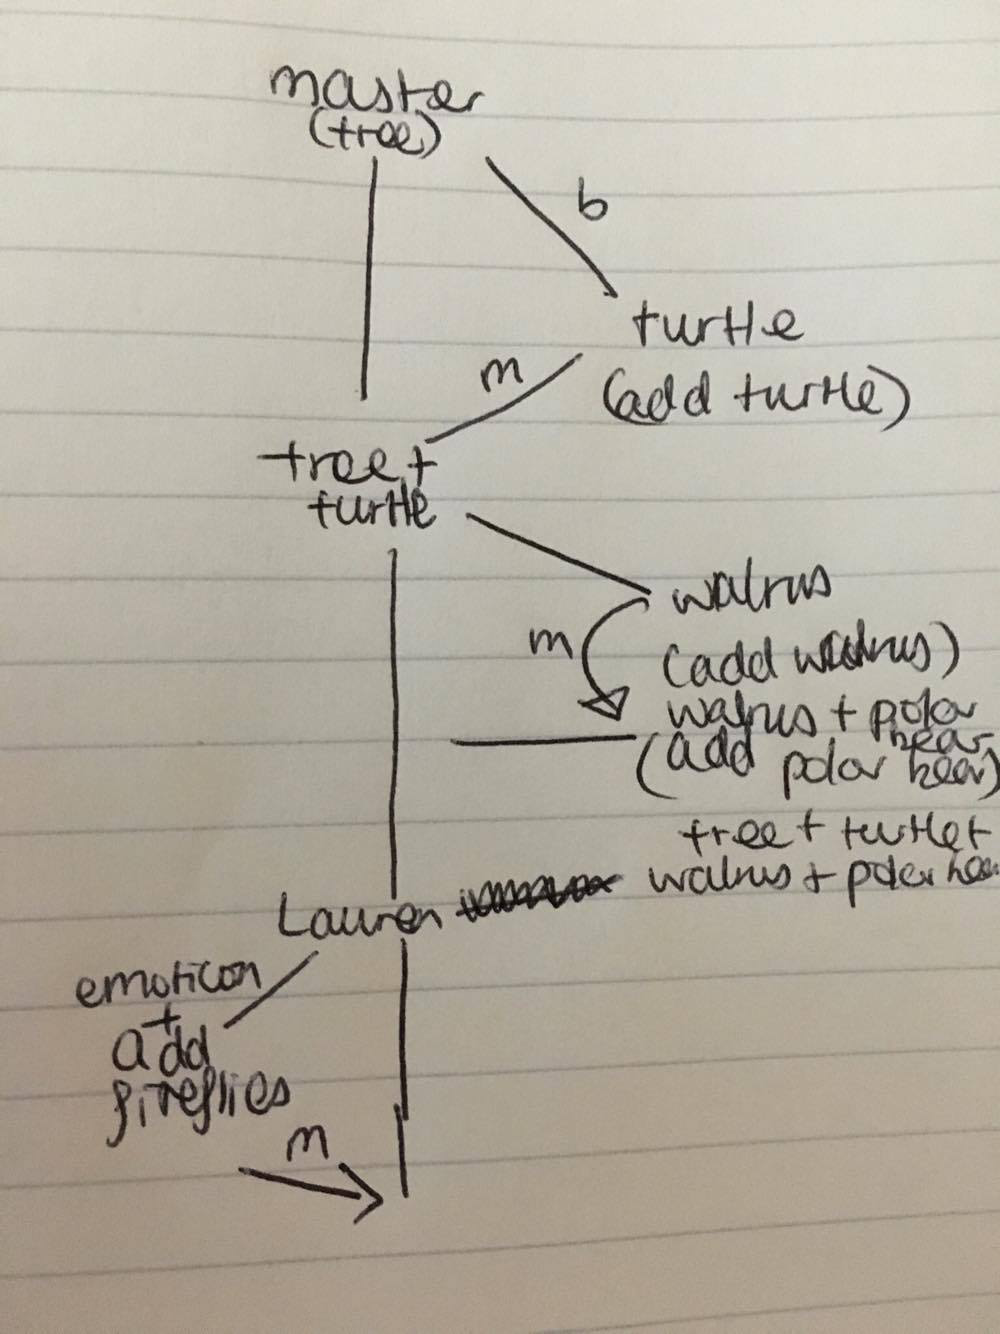 master
(tree)
b
turtle
m
(add turtle)
tree +
turtle
walrus
m
(add walrus)
walrus + polar
bear
(add polar bear)
tree + turtle +
walrus + polar bear
Lauren
emoticon
+
add
fireflies
m